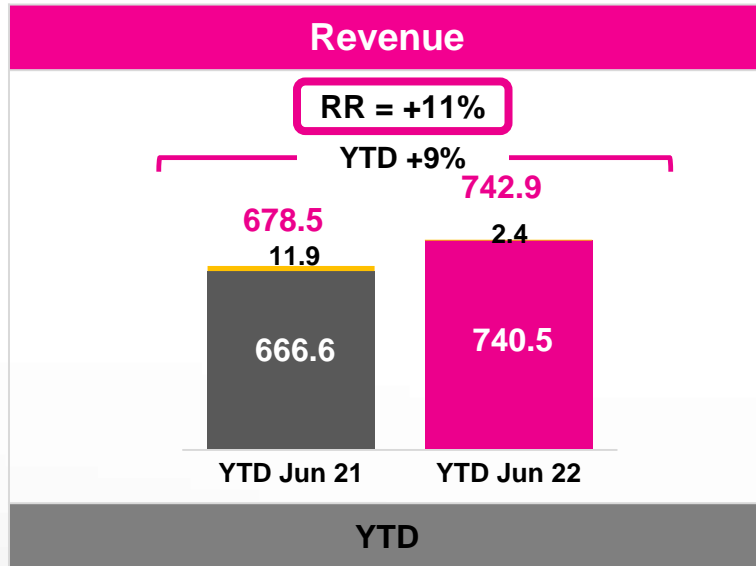 Revenue
RR = +11%
YTD +9%
742.9
678.5
2.4
11.9
740.5
666.6
YTD Jun 21
YTD Jun 22
YTD